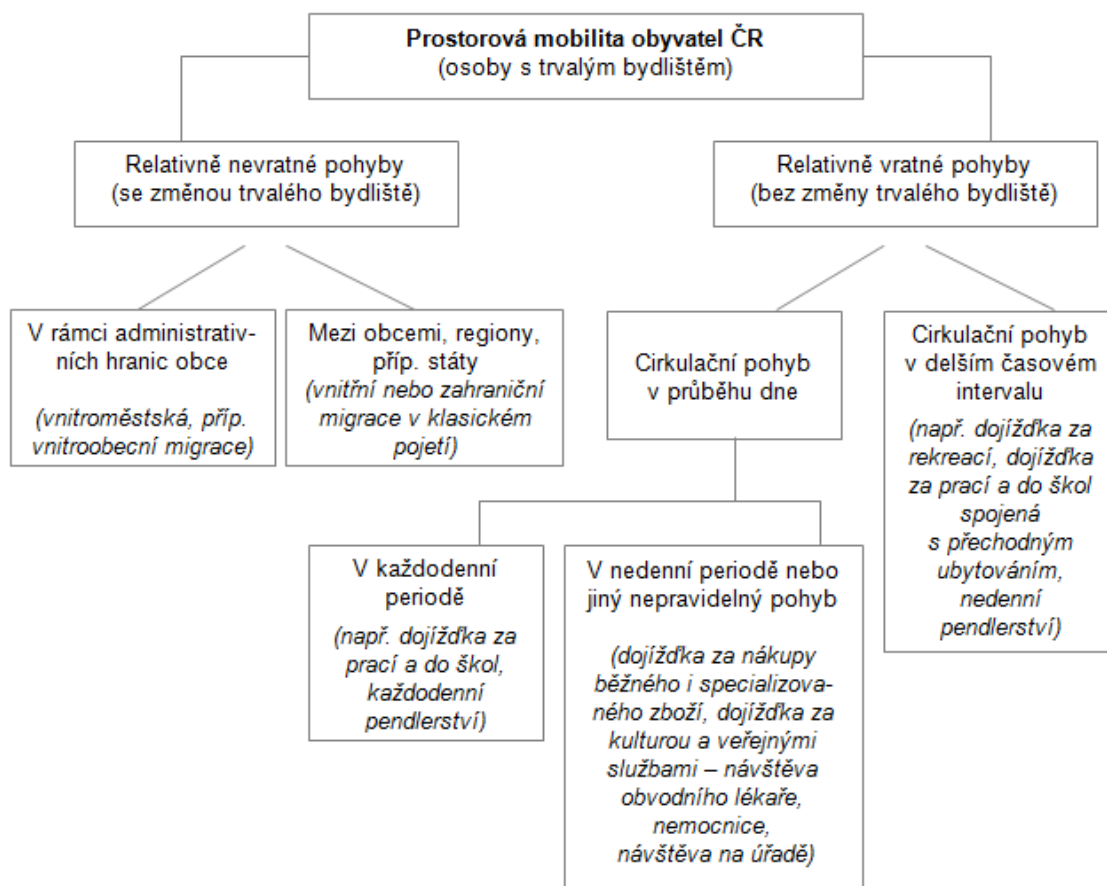 Prostorová mobilita obyvatel ČR
(osoby s trvalým bydlištěm)
Relativně nevratné pohyby
(se změnou trvalého bydliště)
Relativně vratné pohyby
(bez změny trvalého bydliště)
V rámci administrativ-
ních hranic obce
(vnitroměstská, příp.
vnitroobecní migrace)
Mezi obcemi, regiony,
příp. státy
(vnitřní nebo zahraniční
migrace v klasickém
pojetí)
Cirkulační pohyb
v průběhu dne
Cirkulační pohyb
v delším časovém
intervalu
(např. dojížďka za
rekreací, dojížďka
za prací a do škol
spojená
s přechodným
ubytováním,
nedenní
pendlerství)
V každodenní
periodě
(např. dojížďka za
prací a do škol,
každodenní
pendlerství)
V nedenní periodě nebo
jiný nepravidelný pohyb
(dojížďka za nákupy
běžného i specializova-
ného zboží, dojížďka za
kulturou a veřejnými
službami – návštěva
obvodního lékaře,
nemocnice,
návštěva na úřadě)